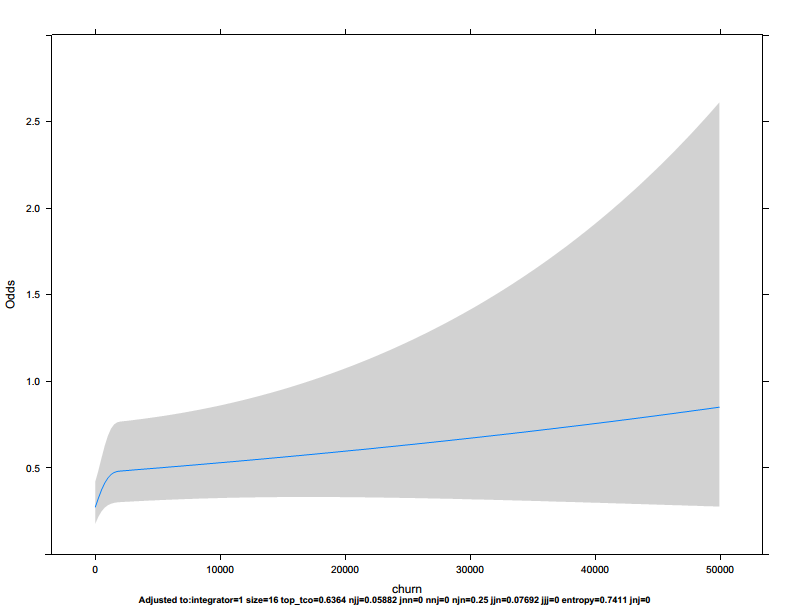 2.5
2.0
1.5
1.0
0.5
Odds
0 10000 20000 30000 40000 50000
churn
Adjusted to:integrator=1 size=16 top_tco=0.6364 njj=0.05882 jnn=0 nnj=0 njn=0.25 jjn=0.07692 jjj=0 entropy=0.7411 jnj=0